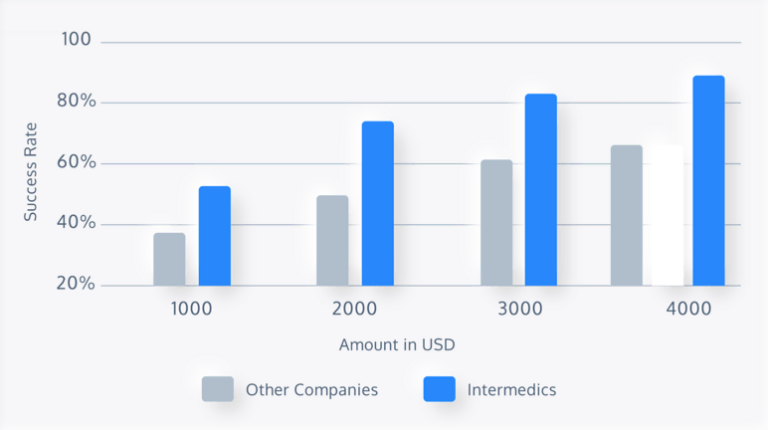 100
80%
60%
40%
20%
Success Rate
1000 2000 3000 4000
Amount in USD
Other Companies Intermedics